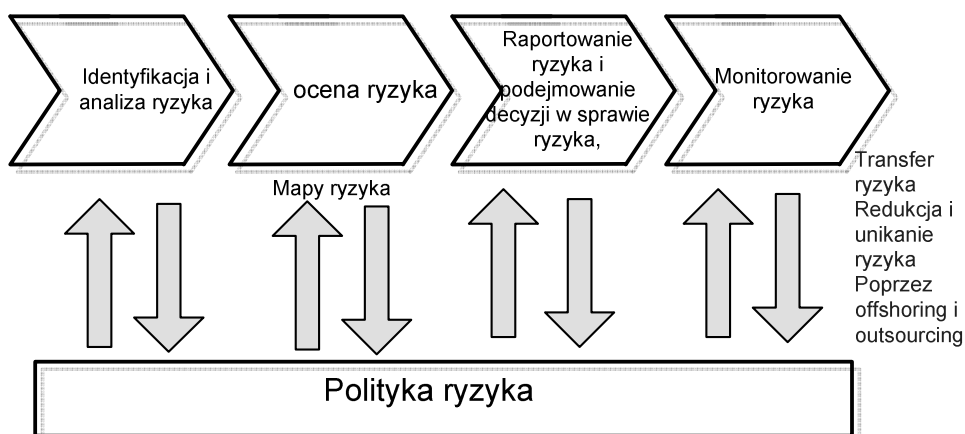 Identyfikacja i
analiza ryzyka
ocena ryzyka
Raportowanie
ryzyka i
podejmowanie
decyzji w sprawie
ryzyka,
Monitorowanie
ryzyka
Mapy ryzyka
Transfer
ryzyka
Redukcja i
unikanie
ryzyka
Poprzez
offshoring i
outsourcing
Polityka ryzyka